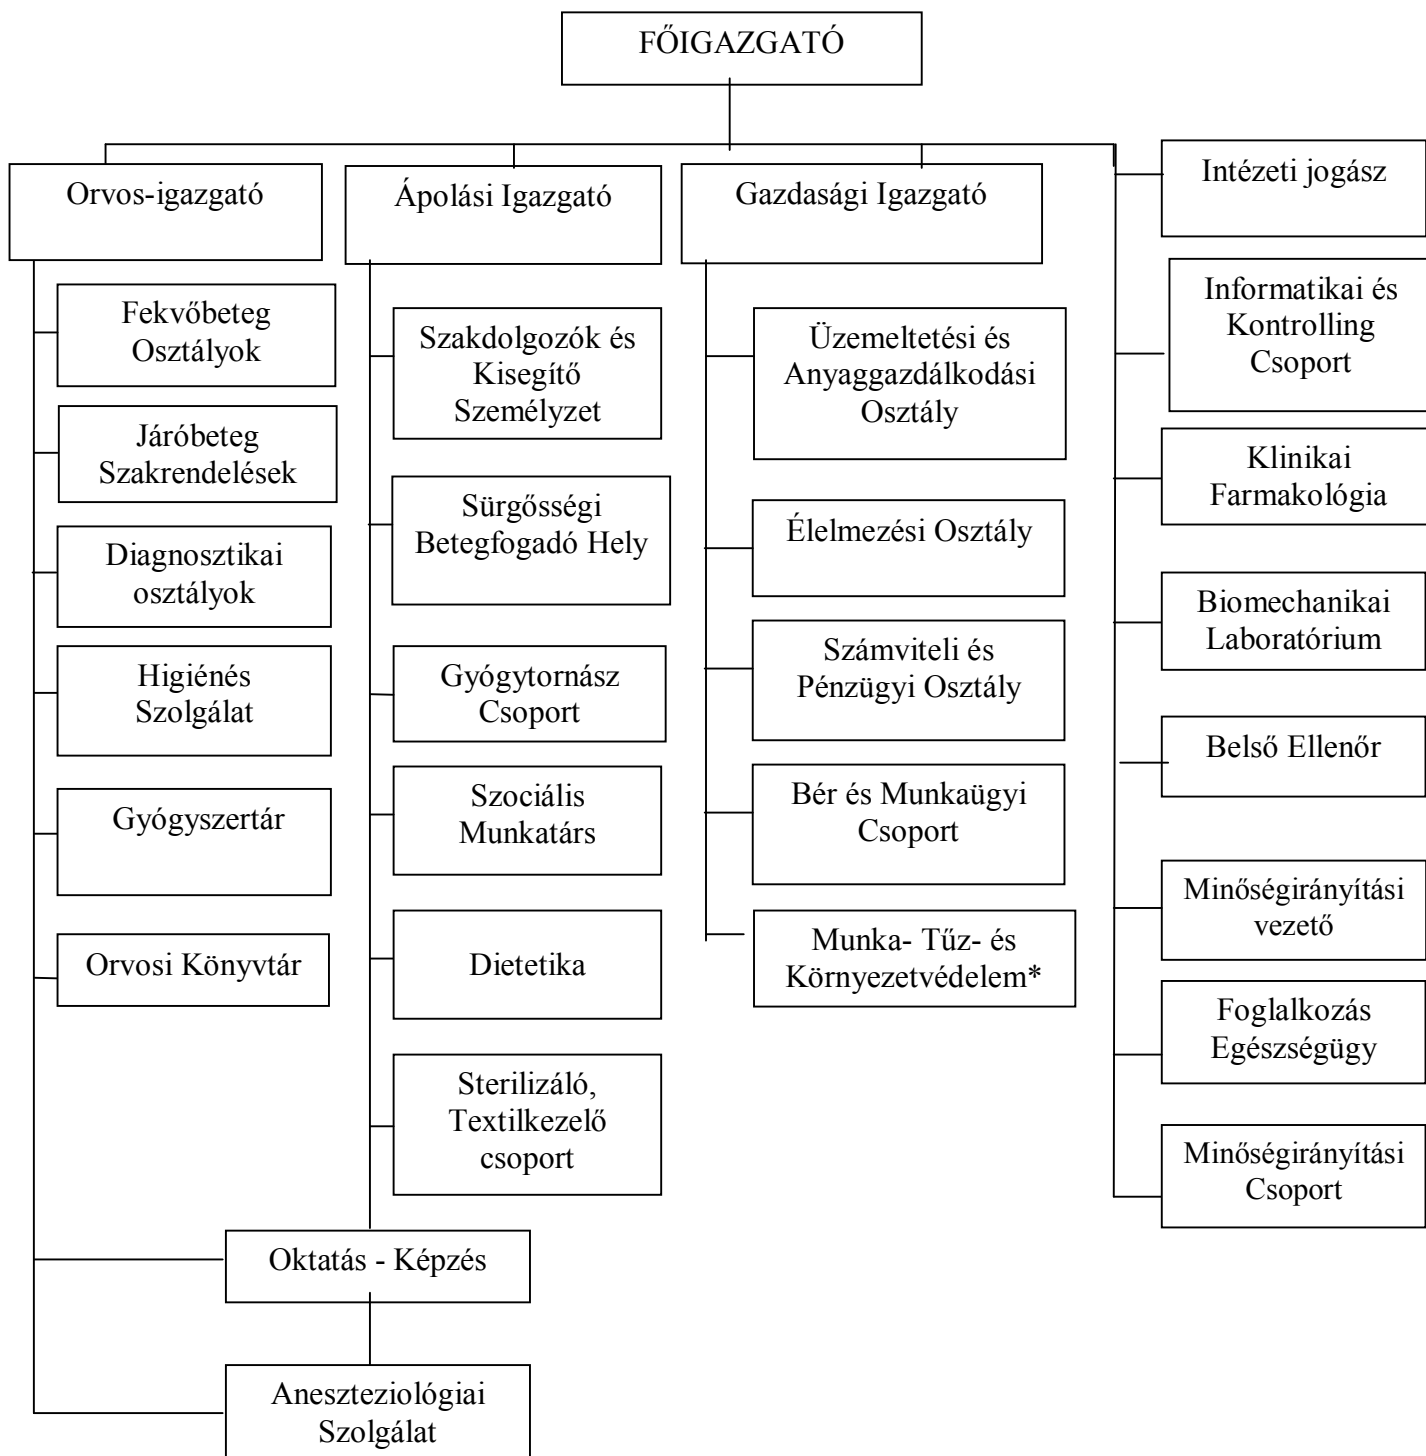 FŐIGAZGATÓ
Orvos-igazgató
Fekvőbeteg
Osztályok
Járóbeteg
Szakrendelések
Diagnosztikai
osztályok
Higiénés
Szolgálat
Gyógyszertár
Orvosi Könyvtár
Ápolási Igazgató
Szakdolgozók és
Kisegítő
Személyzet
Sürgősségi
Betegfogadó Hely
Gyógytornász
Csoport
Szociális
Munkatárs
Dietetika
Sterilizáló,
Textilkezelő
csoport
Oktatás - Képzés
Aneszteziológiai
Szolgálat
Gazdasági Igazgató
Üzemeltetési és
Anyaggazdálkodási
Osztály
Élelmezési Osztály
Számviteli és
Pénzügyi Osztály
Bér és Munkaügyi
Csoport
Munka- Tűz- és
Környezetvédelem*
Intézeti jogász
Informatikai és
Kontrolling
Csoport
Klinikai
Farmakológia
Biomechanikai
Laboratórium
Belső Ellenőr
Minőségirányítási
vezető
Foglalkozás
Egészségügy
Minőségirányítási
Csoport